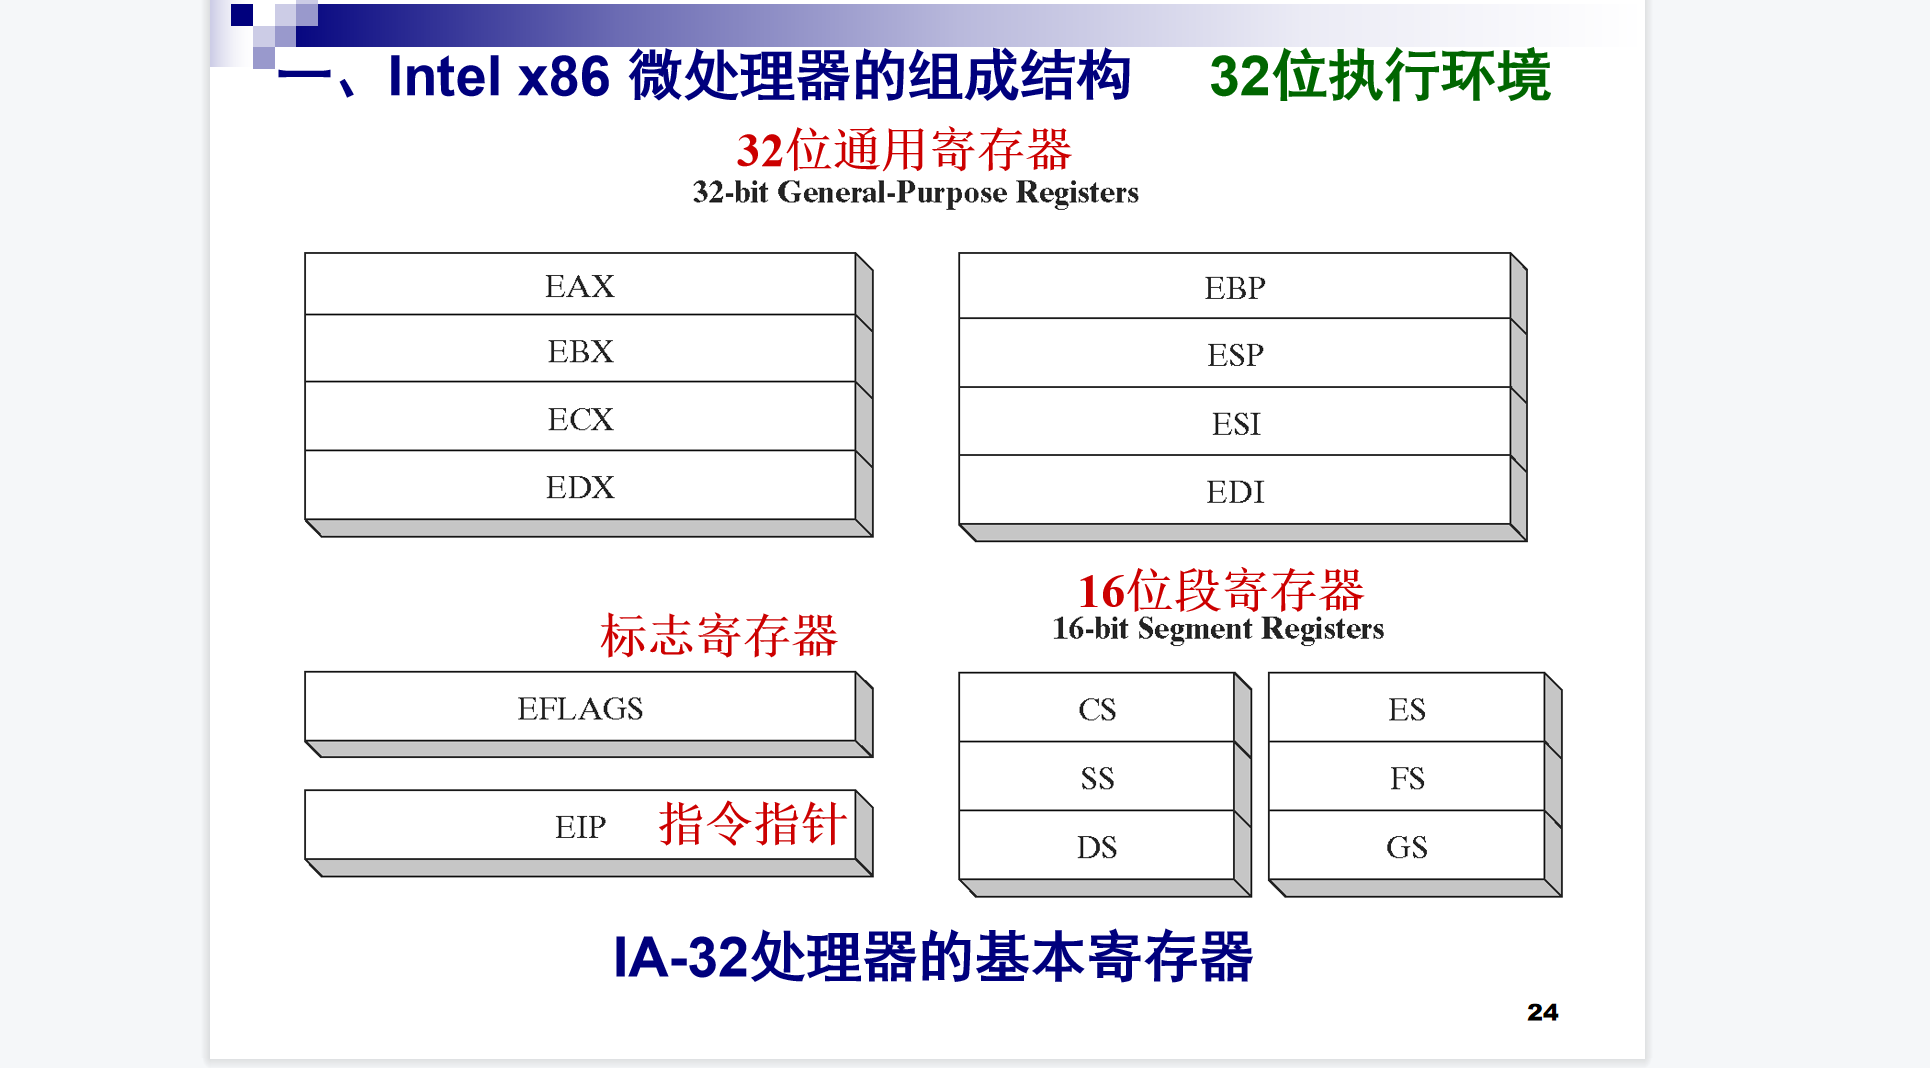 一、Intel x86 微处理器的组成结构 32位执行环境
32位通用寄存器
32-bit General-Purpose Registers
EAX
EBX
ECX
EDX
EBP
ESP
ESI
EDI
标志寄存器
EFLAGS
EIP 指令指针
16位段寄存器
16-bit Segment Registers
CS
SS
DS
ES
FS
GS
IA-32处理器的基本寄存器
24